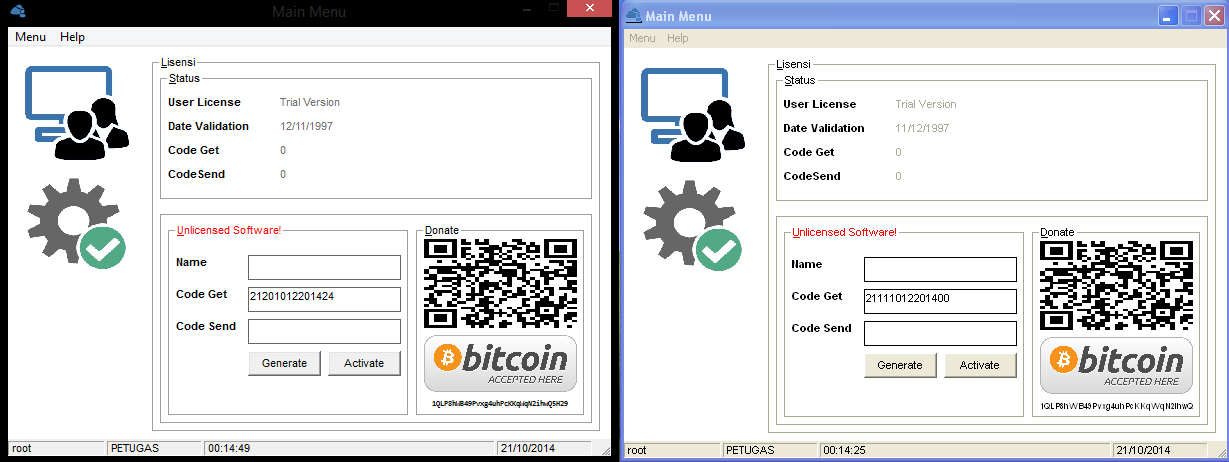 Main Menu
Menu Help
Lisensi
Status
User License Trial Version
Date Validation 12/11/1997
Code Get 0
CodeSend 0
Unlicensed Software!
Name
Code Get 21201012201424
Code Send
Generate Activate
Donate
bitcoin
ACCEPTED HERE
root PETUGAS 00:14:49 21/10/2014
Main Menu
Menu Help
Lisensi
Status
User License Trial Version
Date Validation 11/12/1997
Code Get 0
CodeSend 0
Unlicensed Software!
Name
Code Get 21111012201400
Code Send
Generate Activate
Donate
bitcoin
ACCEPTED HERE
root PETUGAS 00:14:25 21/10/2014